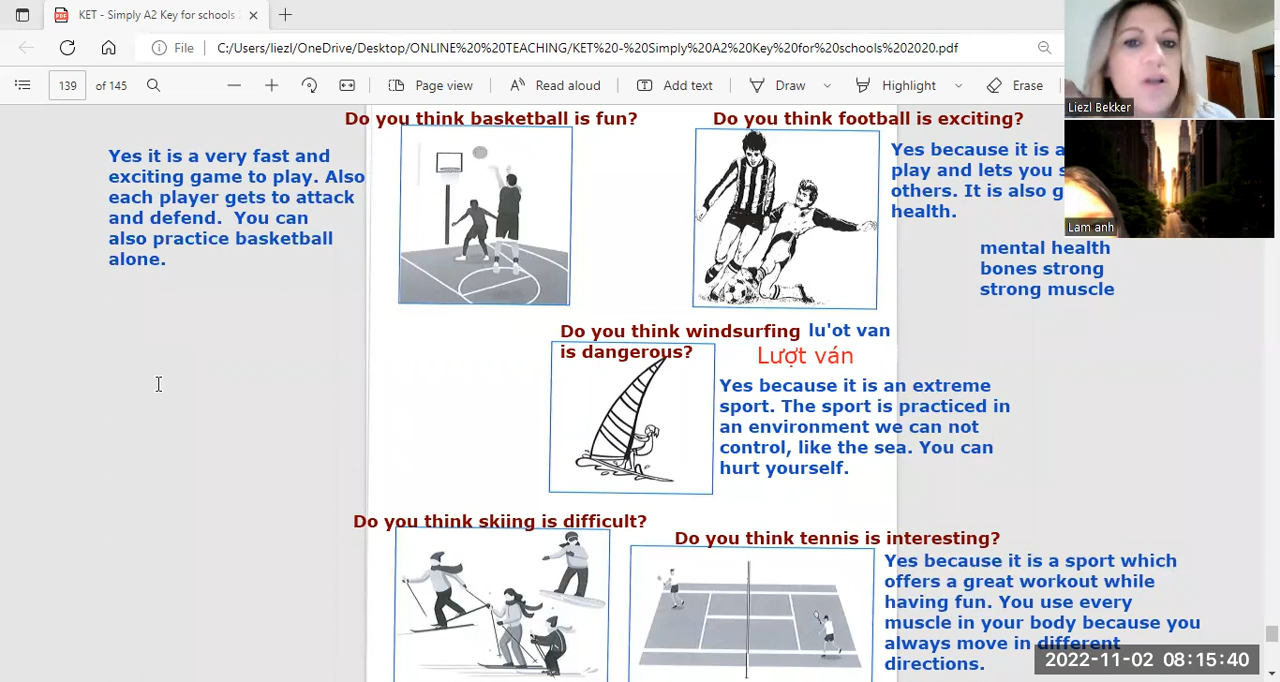 KET - Simply A2 Key for schools
File
C:/Users/liezl/OneDrive/Desktop/ONLINE%20%20TEACHING/KET%20-%20Simply%20A2%20Key%20for%20schools%202020.pdf
139 of 145
Page view
Read aloud
Add text
Draw
Highlight
Erase
Liezl Bekker
Lam anh
Do you think basketball is fun?
Yes it is a very fast and
exciting game to play. Also
each player gets to attack
and defend. You can
also practice basketball
alone.
Do you think football is exciting?
Yes because it is a
play and lets you
others. It is also
health.
mental health
bones strong
strong muscle
Do you think windsurfing
is dangerous?
lu'ot van
Lượt ván
Yes because it is an extreme
sport. The sport is practiced in
an environment we can not
control, like the sea. You can
hurt yourself.
Do you think skiing is difficult?
Do you think tennis is interesting?
Yes because it is a sport which
offers a great workout while
having fun. You use every
muscle in your body because you
always move in different
directions.
2022-11-02 08:15:40